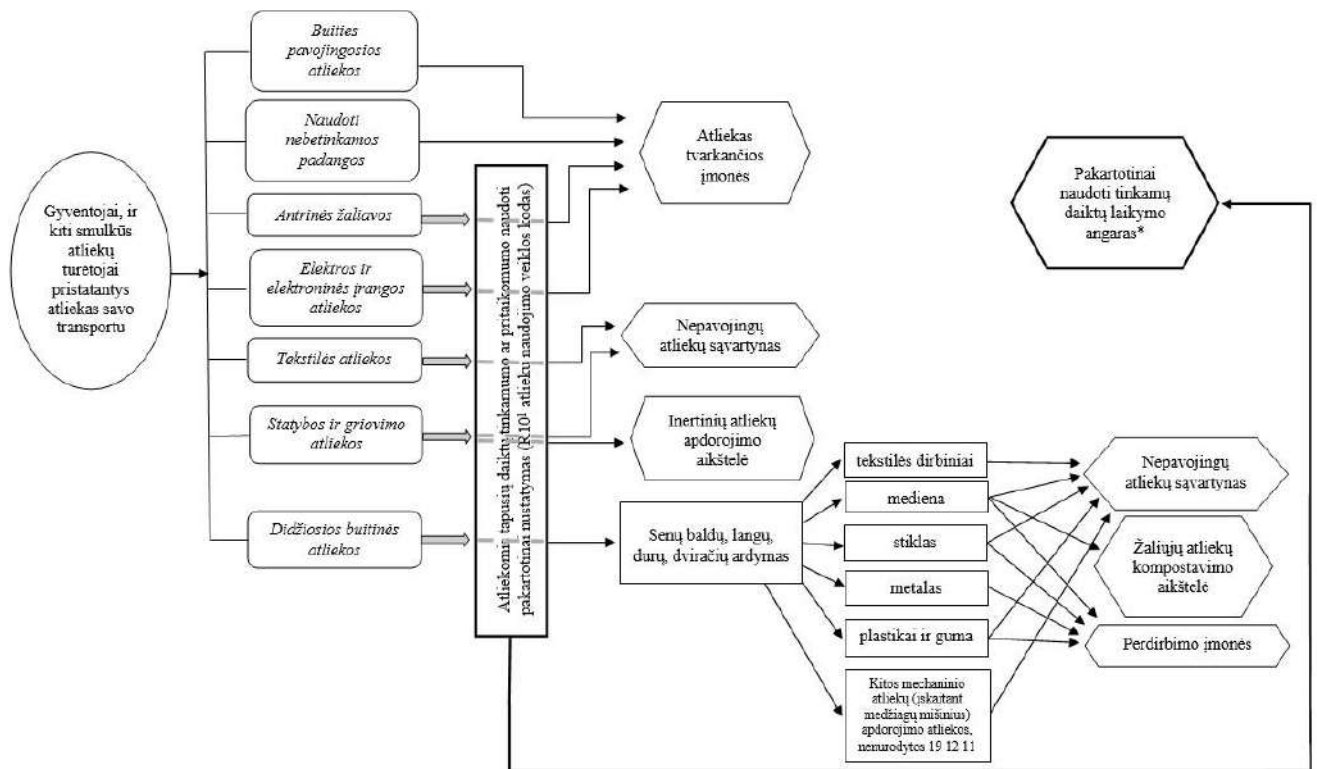 Buities
pavojingosios
atliekos
Naudoti
nebetinkamos
padangos
Antrinės žaliavos
Elektros ir
elektroninės įrangos
atliekos
Tekstilės atliekos
Statybos ir griovimo
atliekos
Didžiosios buitinės
atliekos
Gyventojai, ir
kiti smulkūs
atliekų
turėtojai
pristatantys
atliekas savo
transportu
Atliekomis tapusių daiktų tinkamumo ar pritaikomumo naudoti
pakartotinai nustatymas (R10¹ atliekų naudojimo veiklos kodas)
Atliekas
tvarkančios
įmonės
Nepavojingų
atliekų sąvartynas
Inertinių atliekų
apdorojimo
aikštelė
Senų baldų, langų,
durų, dviračių ardymas
tekstilės dirbiniai
mediena
stiklas
metalas
plastikai ir guma
Kitos mechaninio
atliekų (įskaitant
medžiagų mišinius)
apdorojimo atliekos,
nenurodytos 19 12 11
Pakartotinai
naudoti tinkamų
daiktų laikymo
angaras*
Nepavojingų
atliekų sąvartynas
Žaliųjų atliekų
kompostavimo
aikštelė
Perdirbimo įmonės